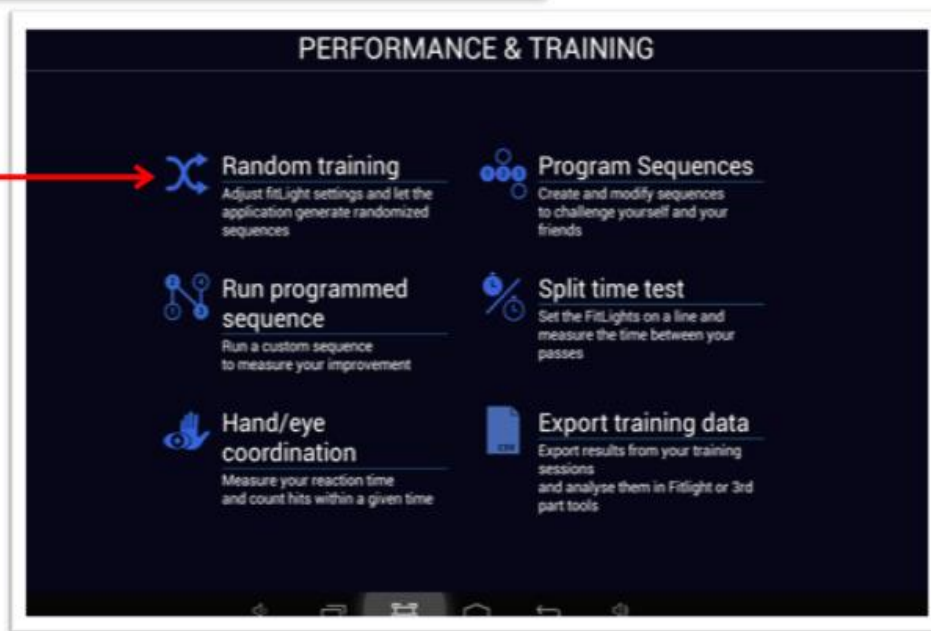 PERFORMANCE & TRAINING
Random training
Adjust fitLight settings and let the
application generate randomized
sequences
Program Sequences
Create and modify sequences
to challenge yourself and your
friends
Run programmed
sequence
Run a custom sequence
to measure your improvement
Split time test
Set the FitLights on a line and
measure the time between your
passes
Hand/eye
coordination
Measure your reaction time
and count hits within a given time
Export training data
Export results from your training
sessions
and analyse them in Fitlight or 3rd
part tools